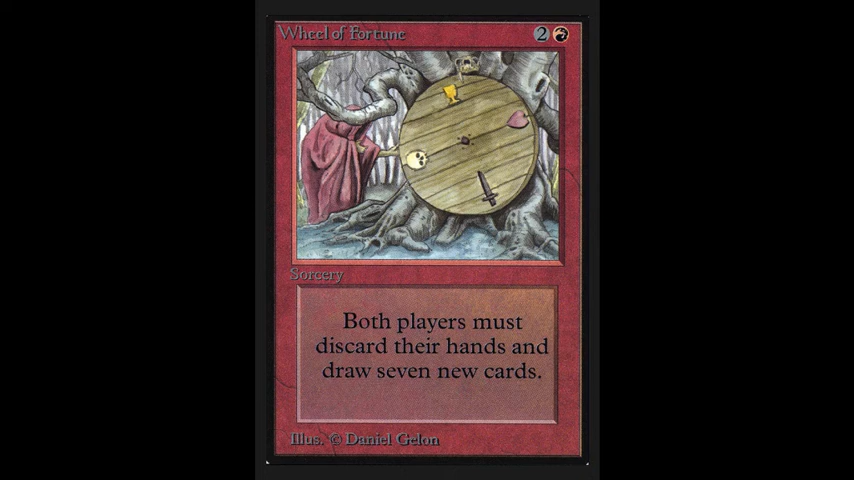 Wheel of Fortune 2
Sorcery
Both players must
discard their hands and
draw seven new cards.
Illus. © Daniel Gelon